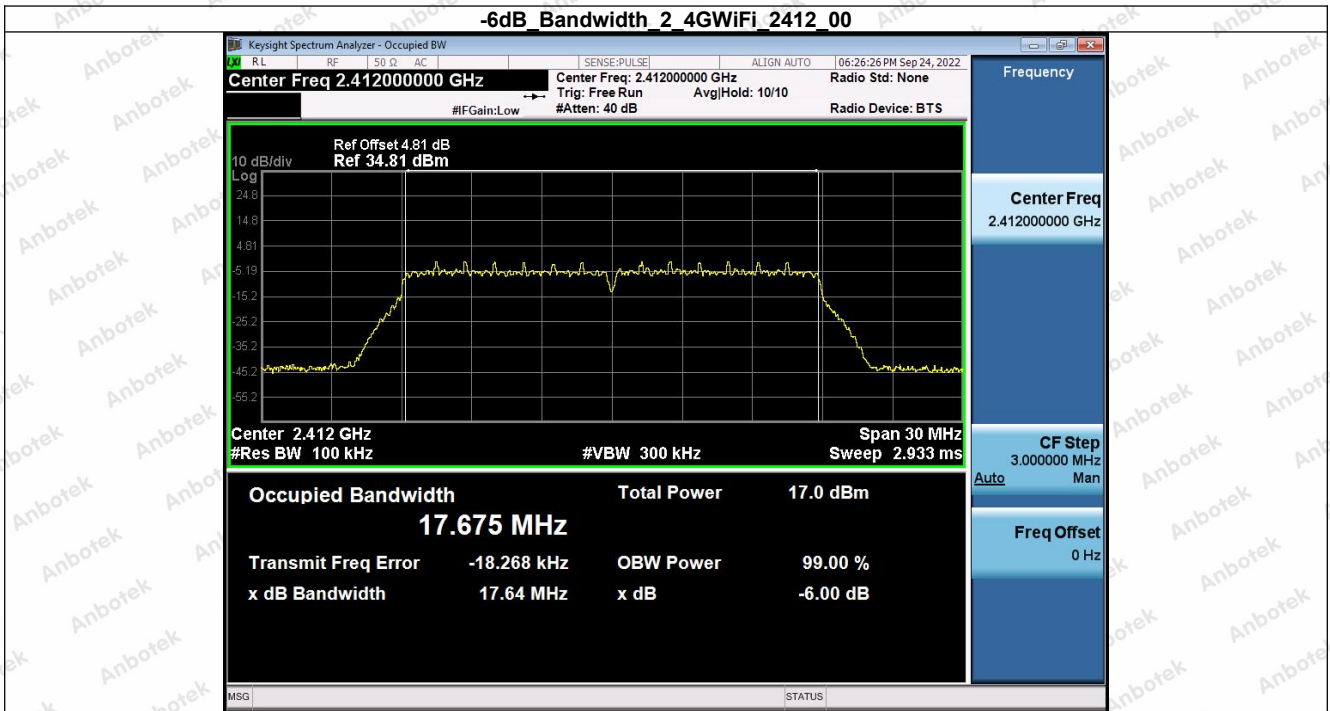 -6dB_Bandwidth_2_4GWiFi_2412_00
Keysight Spectrum Analyzer - Occupied BW
LXI RL RF 50 Ω AC SENSE:PULSE ALIGN AUTO 06:26:26 PM Sep 24, 2022
Center Freq 2.412000000 GHz
Center Freq: 2.412000000 GHz
Radio Std: None
Trig: Free Run Avg|Hold: 10/10
#IFGain:Low #Atten: 40 dB Radio Device: BTS
Frequency
Ref Offset 4.81 dB
10 dB/div Ref 34.81 dBm
Log
24.8
14.8
4.81
-5.19
-15.2
-25.2
-35.2
-45.2
-55.2
Center 2.412 GHz Span 30 MHz
#Res BW 100 kHz #VBW 300 kHz Sweep 2.933 ms
Center Freq
2.412000000 GHz
CF Step
3.000000 MHz
Auto Man
Freq Offset
0 Hz
Occupied Bandwidth Total Power 17.0 dBm
17.675 MHz
Transmit Freq Error -18.268 kHz OBW Power 99.00 %
x dB Bandwidth 17.64 MHz x dB -6.00 dB
MSG STATUS
Anbotek